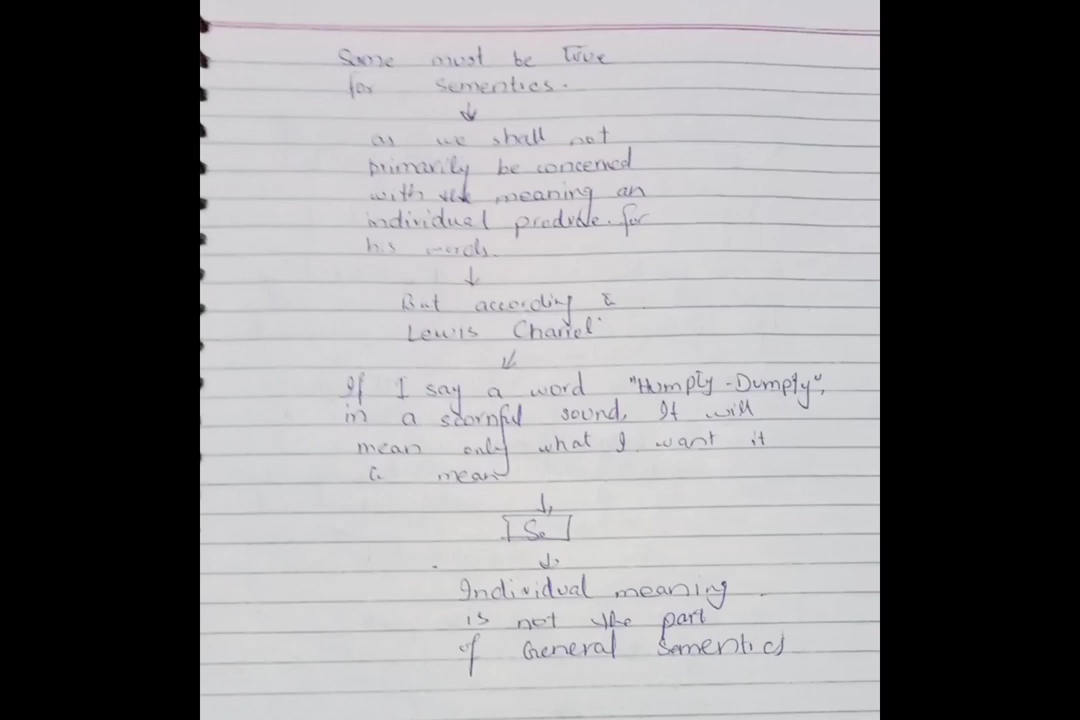 Same must be true
for sementics.
as we shall not
primarily be concerned
with the meaning an
individual produce for
his words.
But according to
Lewis
If I say a word "Humpty-Dumpty",
in a scornful sound, It will
mean only what I want it
to mean
So
Individual meaning
is not the part
of General Sementics